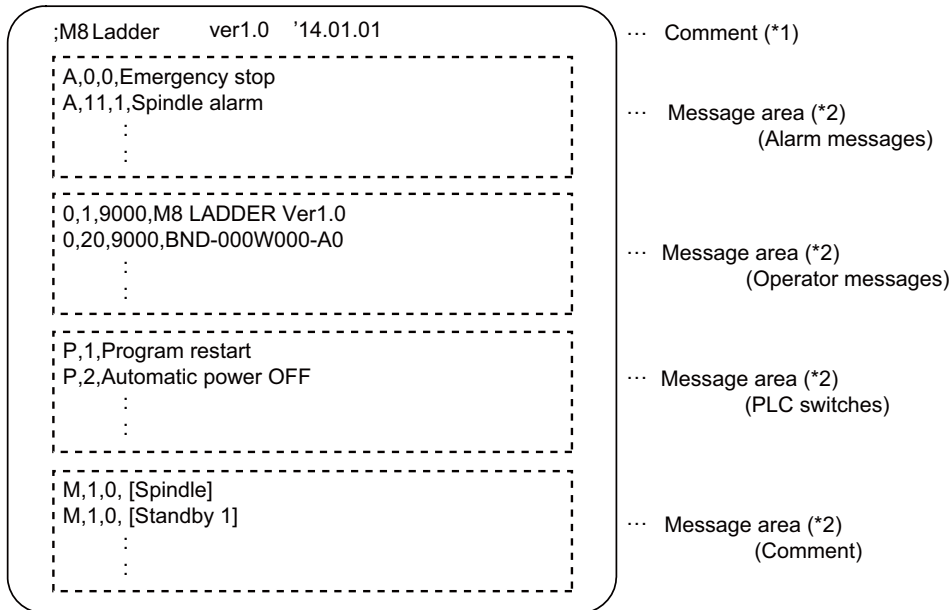 ;M8 Ladder ver1.0 '14.01.01 ··· Comment (*1)
A,0,0,Emergency stop
A,11,1,Spindle alarm
:
:
··· Message area (*2)
(Alarm messages)
0,1,9000,M8 LADDER Ver1.0
0,20,9000,BND-000W000-A0
:
:
··· Message area (*2)
(Operator messages)
P,1,Program restart
P,2,Automatic power OFF
:
:
··· Message area (*2)
(PLC switches)
M,1,0, [Spindle]
M,1,0, [Standby 1]
:
:
··· Message area (*2)
(Comment)